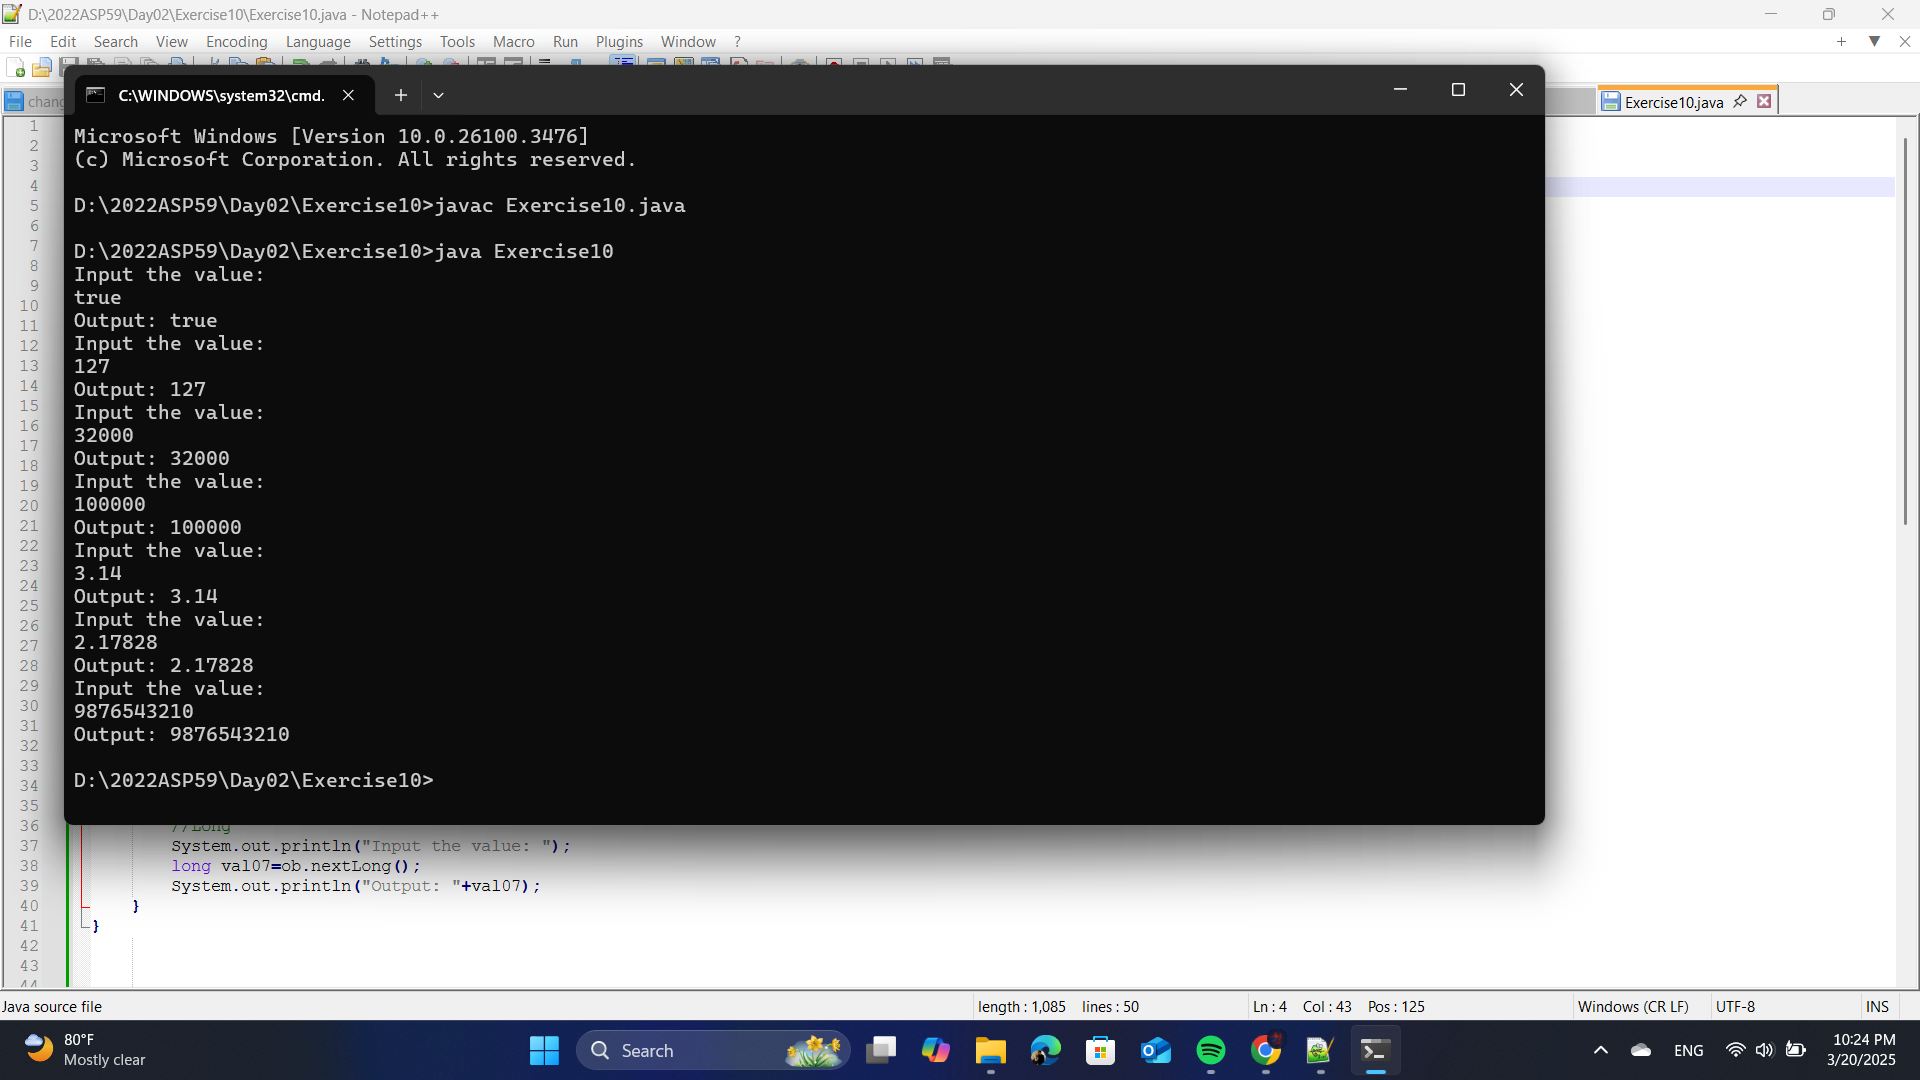 D:\2022ASP59\Day02\Exercise10\Exercise10.java - Notepad++
File Edit Search View Encoding Language Settings Tools Macro Run Plugins Window ?
Exercise10.java
C:\WINDOWS\system32\cmd.
Microsoft Windows [Version 10.0.26100.3476]
(c) Microsoft Corporation. All rights reserved.
D:\2022ASP59\Day02\Exercise10>javac Exercise10.java
D:\2022ASP59\Day02\Exercise10>java Exercise10
Input the value:
true
Output: true
Input the value:
127
Output: 127
Input the value:
32000
Output: 32000
Input the value:
100000
Output: 100000
Input the value:
3.14
Output: 3.14
Input the value:
2.17828
Output: 2.17828
Input the value:
9876543210
Output: 9876543210
D:\2022ASP59\Day02\Exercise10>
1
2
3
4
5
6
7
8
9
10
11
12
13
14
15
16
17
18
19
20
21
22
23
24
25
26
27
28
29
30
31
32
33
34
35
36 //Long
37 System.out.println("Input the value: ");
38 long val07=ob.nextLong();
39 System.out.println("Output: "+val07);
40 }
41 }
42
43
44
Java source file length : 1,085 lines : 50 Ln : 4 Col : 43 Pos : 125 Windows (CR LF) UTF-8 INS
80°F
Mostly clear
Search
ENG
10:24 PM
3/20/2025